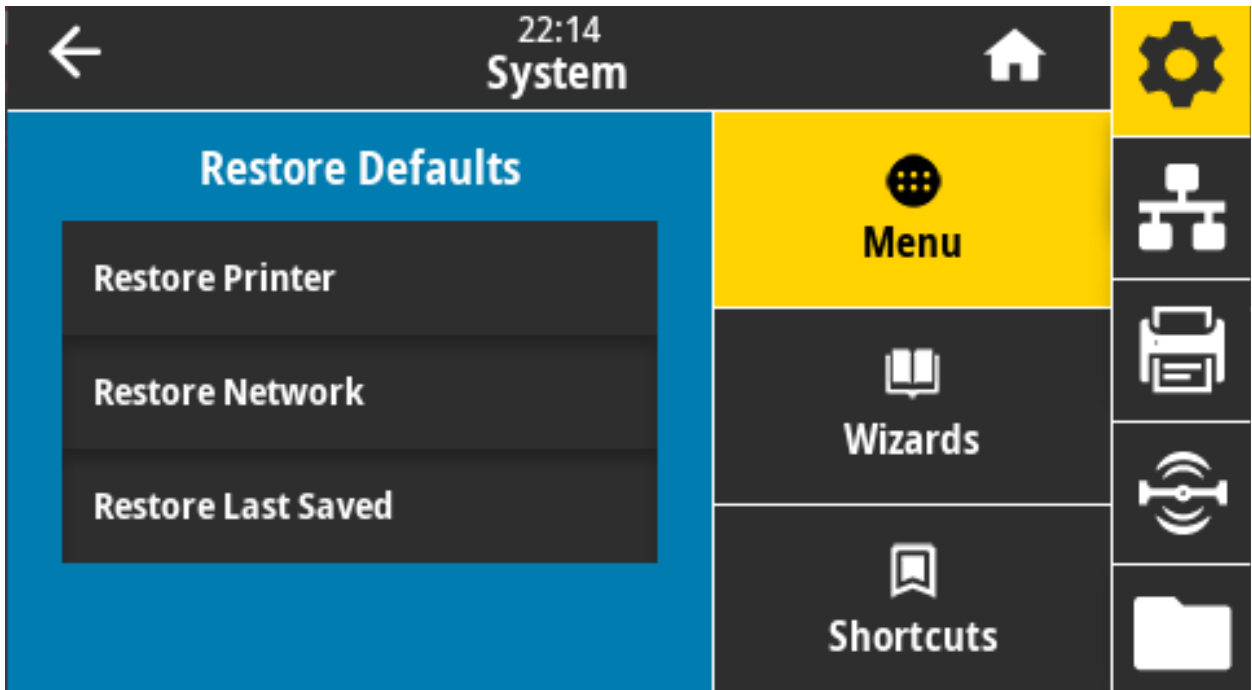 22:14
System
Restore Defaults
Restore Printer
Restore Network
Restore Last Saved
Menu
Wizards
Shortcuts